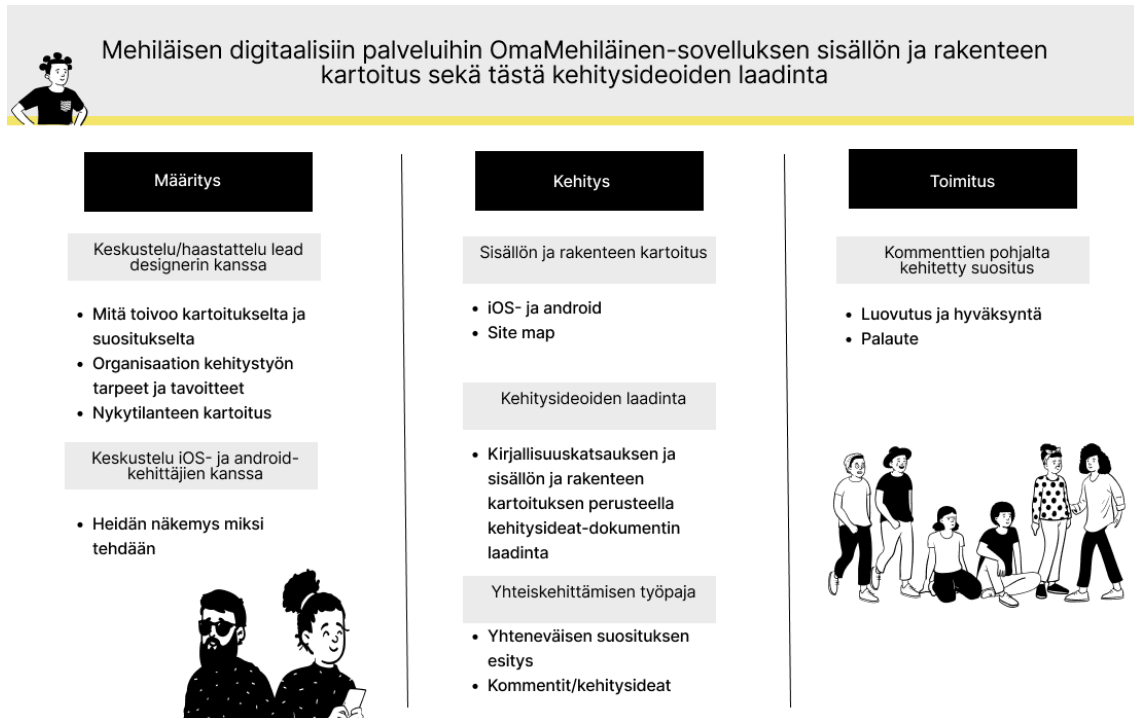 Mehiläisen digitaalisiin palveluihin OmaMehiläinen-sovelluksen sisällön ja rakenteen
kartoitus sekä tästä kehitysideoiden laadinta
Määritys
Keskustelu/haastattelu lead
designerin kanssa
• Mitä toivoo kartoitukselta ja
suositukselta
• Organisaation kehitystyön
tarpeet ja tavoitteet
• Nykytilanteen kartoitus
Keskustelu iOS- ja android-
kehittäjien kanssa
• Heidän näkemys miksi
tehdään
Kehitys
Sisällön ja rakenteen kartoitus
• iOS- ja android
• Site map
Kehitysideoiden laadinta
• Kirjallisuuskatsauksen ja
sisällön ja rakenteen
kartoituksen perusteella
kehitysideat-dokumentin
laadinta
Yhteiskehittämisen työpaja
• Yhteneväisen suosituksen
esitys
• Kommentit/kehitysideat
Toimitus
Kommenttien pohjalta
kehitetty suositus
• Luovutus ja hyväksyntä
• Palaute